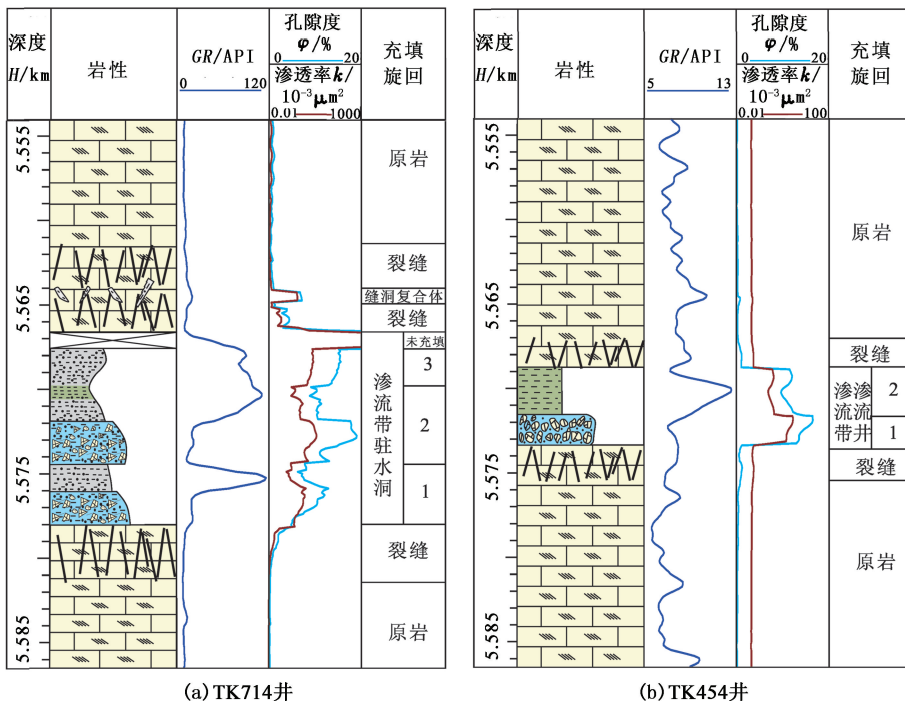 深度
H/km
岩性
GR/API
0 120
孔隙度
φ/%
0 20
渗透率k/
10⁻³μm²
0.01 1000
充填
旋回
5.555
5.565
5.575
5.585
原岩
裂缝
缝洞复合体
裂缝
渗流带驻水洞
未充填
3
2
1
裂缝
原岩
(a)TK714井
深度
H/km
岩性
GR/API
5 13
孔隙度
φ/%
0 20
渗透率k/
10⁻³μm²
0.01 100
充填
旋回
5.555
5.565
5.575
5.585
原岩
裂缝
渗流带
渗流井
2
1
裂缝
原岩
(b)TK454井